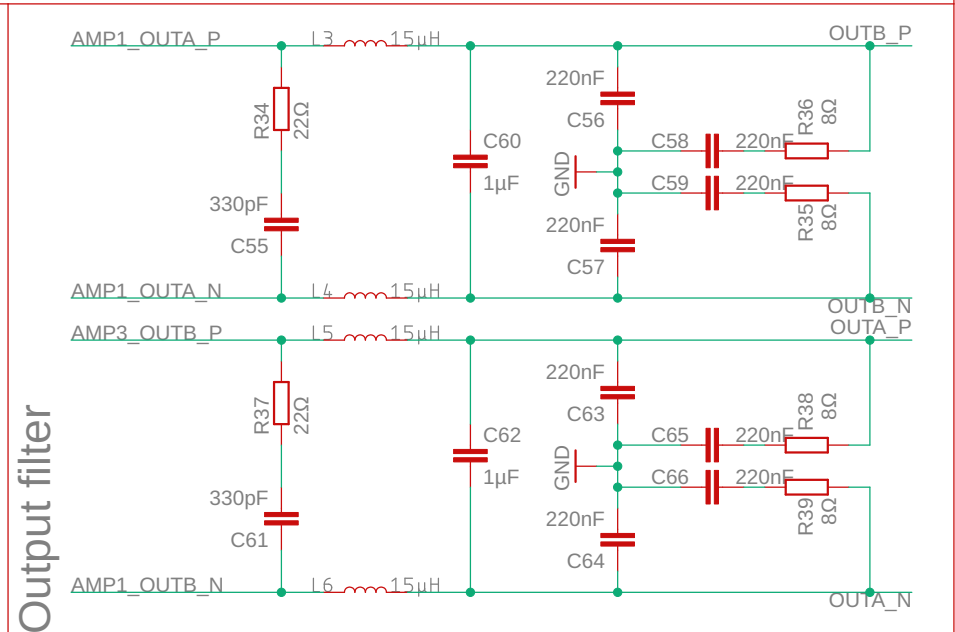 AMP1_OUTA_P
L3
15µH
OUTB_P
R34
22Ω
330pF
C55
C60
1µF
220nF
C56
GND
C58
220nF
R36
8Ω
C59
220nF
R35
8Ω
220nF
C57
AMP1_OUTA_N
L4
15µH
OUTB_N
AMP3_OUTB_P
L5
15µH
OUTA_P
R37
22Ω
330pF
C61
C62
1µF
220nF
C63
GND
C65
220nF
R38
8Ω
C66
220nF
R39
8Ω
220nF
C64
AMP1_OUTB_N
L6
15µH
OUTA_N
Output filter